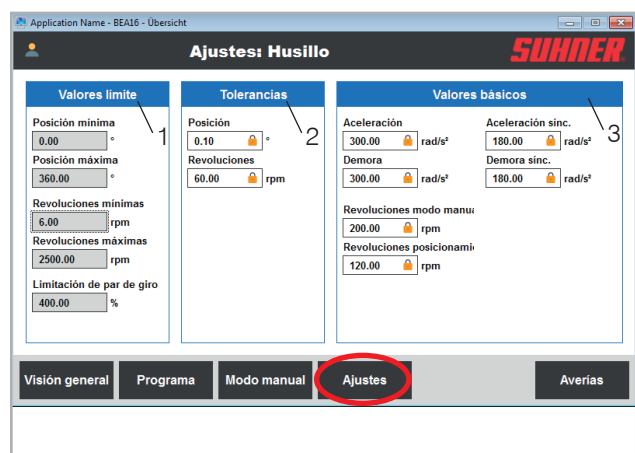 Application Name - BEA16 - Übersicht
Ajustes: Husillo
SUHNER
Valores límite
1
Posición mínima
0.00 °
Posición máxima
360.00 °
Revoluciones mínimas
6.00 rpm
Revoluciones máximas
2500.00 rpm
Limitación de par de giro
400.00 %
Tolerancias
2
Posición
0.10 °
Revoluciones
60.00 rpm
Valores básicos
3
Aceleración
300.00 rad/s²
Demora
300.00 rad/s²
Aceleración sinc.
180.00 rad/s²
Demora sinc.
180.00 rad/s²
Revoluciones modo manua
200.00 rpm
Revoluciones posicionami
120.00 rpm
Visión general
Programa
Modo manual
Ajustes
Averías